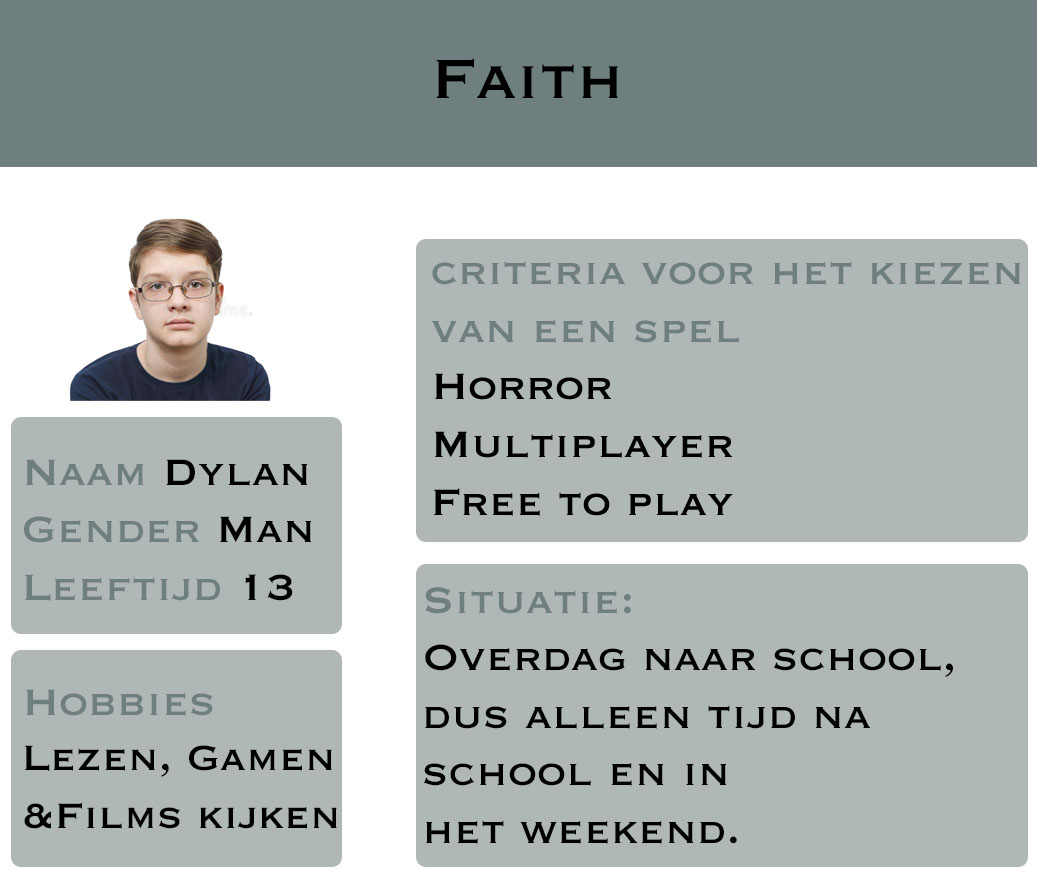 Faith
Naam Dylan
Gender Man
Leeftijd 13
Hobbies
Lezen, Gamen
&Films kijken
criteria voor het kiezen
van een spel
Horror
Multiplayer
Free to play
Situatie:
Overdag naar school,
dus alleen tijd na
school en in
het weekend.